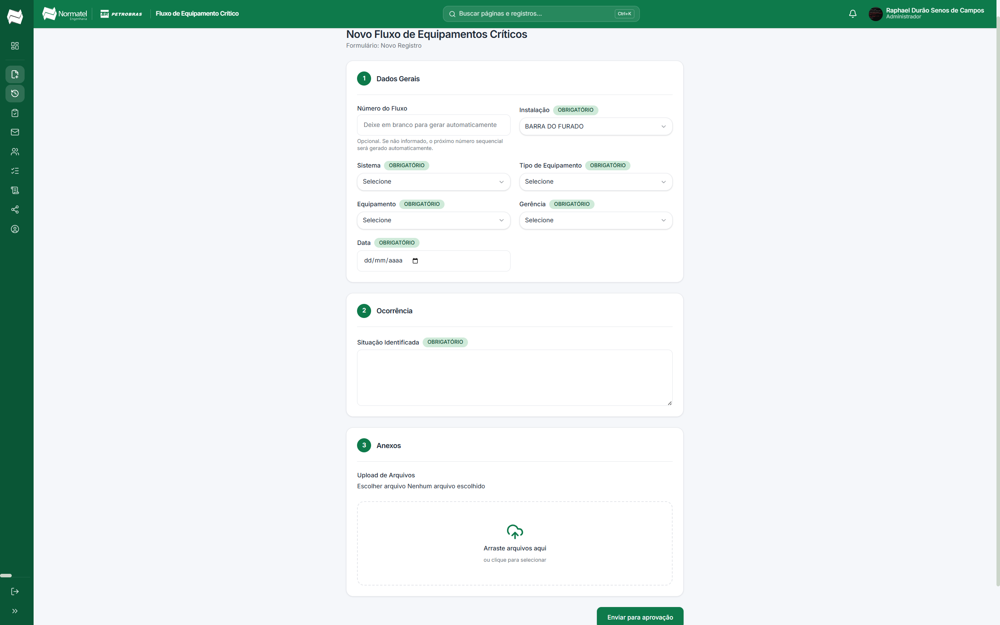 Normatel
Engenharia
BR PETROBRAS
Fluxo de Equipamento Crítico
Buscar páginas e registros...
Ctrl+K
Raphael Durão Senos de Campos
Administrador
Novo Fluxo de Equipamentos Críticos
Formulário: Novo Registro
1 Dados Gerais
Número do Fluxo
Deixe em branco para gerar automaticamente
Opcional. Se não informado, o próximo número sequencial
será gerado automaticamente.
Instalação OBRIGATÓRIO
BARRA DO FURADO
Sistema OBRIGATÓRIO
Selecione
Tipo de Equipamento OBRIGATÓRIO
Selecione
Equipamento OBRIGATÓRIO
Selecione
Gerência OBRIGATÓRIO
Selecione
Data OBRIGATÓRIO
dd/mm/aaaa
2 Ocorrência
Situação Identificada OBRIGATÓRIO
3 Anexos
Upload de Arquivos
Escolher arquivo Nenhum arquivo escolhido
Arraste arquivos aqui
ou clique para selecionar
Enviar para aprovação